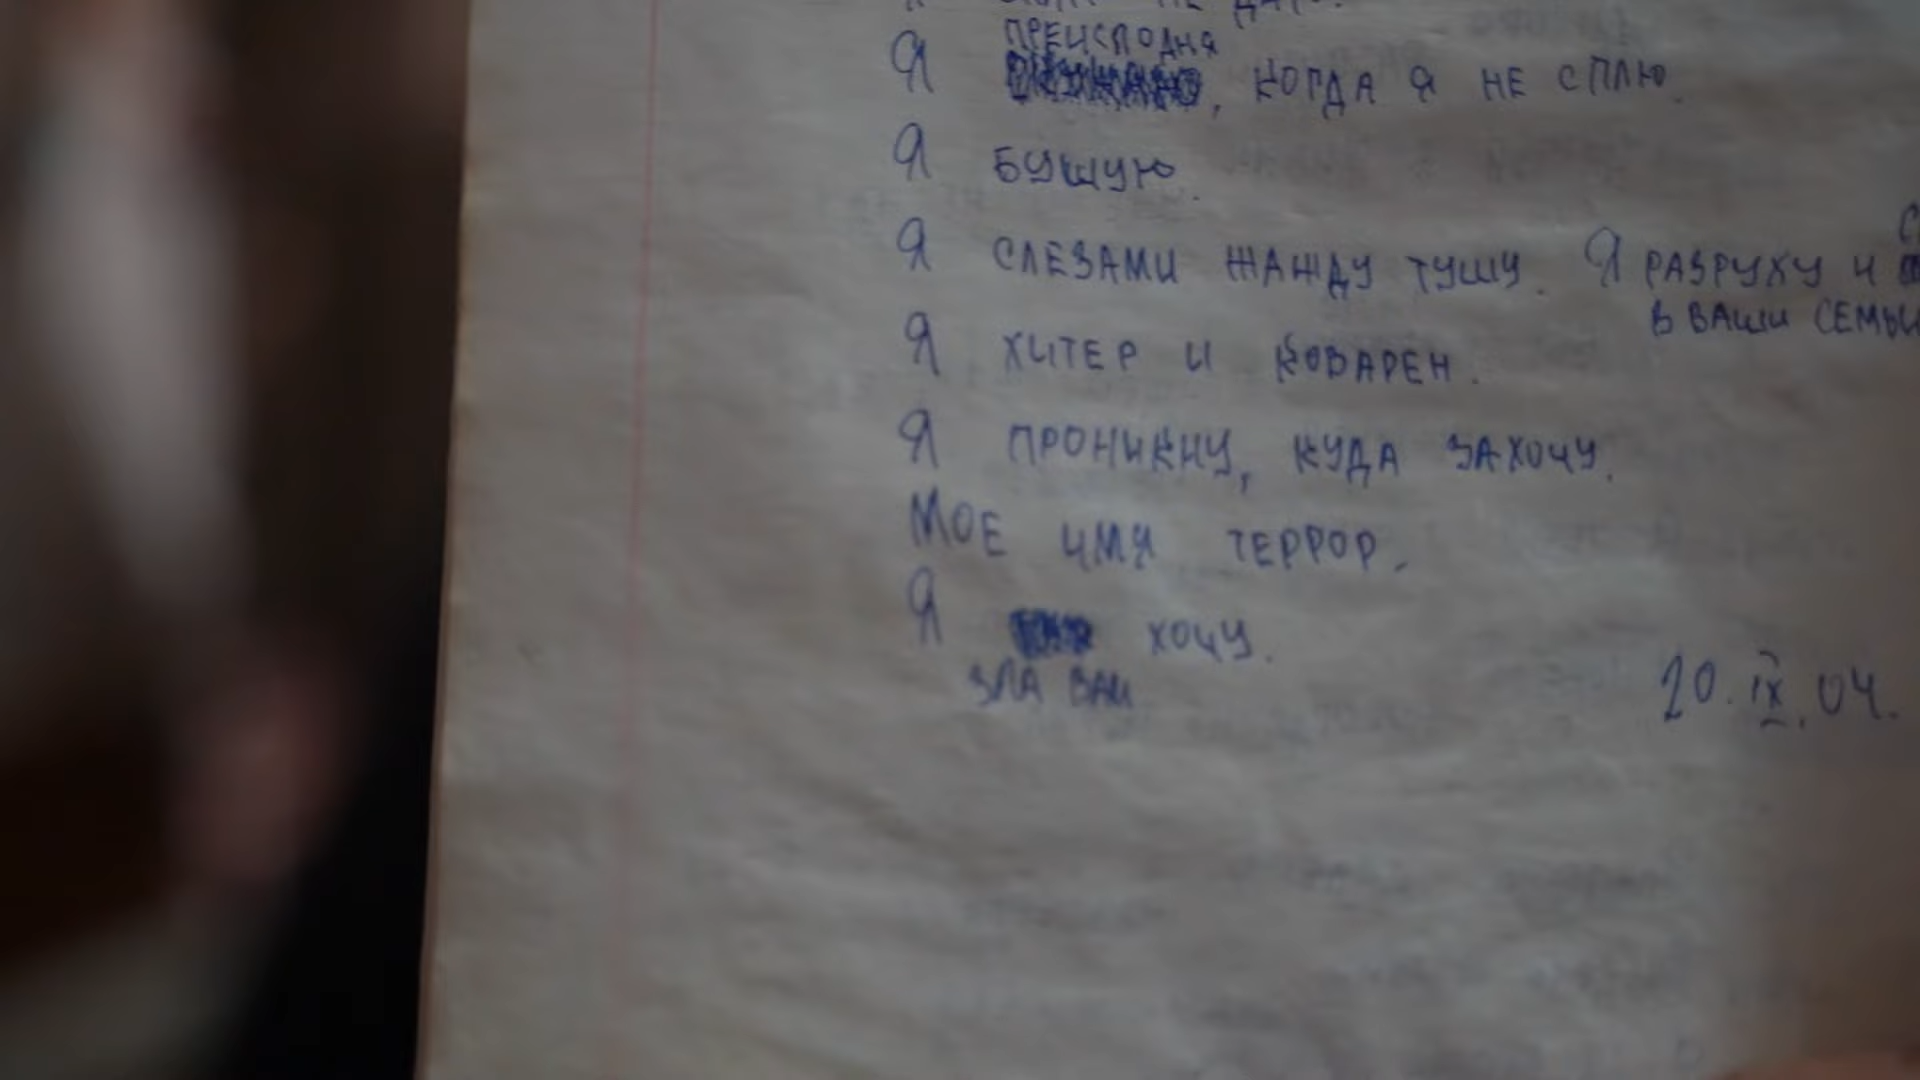 ПРЕИСПОДНЯ
Я , КОГДА Я НЕ СПЛЮ.
Я БУШУЮ.
Я СЛЕЗАМИ ЖАЖДУ ТУШУ. Я РАЗРУХУ И
В ВАШИ СЕМЬИ
Я ХИТЕР И КОВАРЕН.
Я ПРОНИКНУ, КУДА ЗАХОЧУ.
МОЕ ИМЯ ТЕРРОР.
Я ХОЧУ.
ЗЛА ВАМ
20.IX.04.